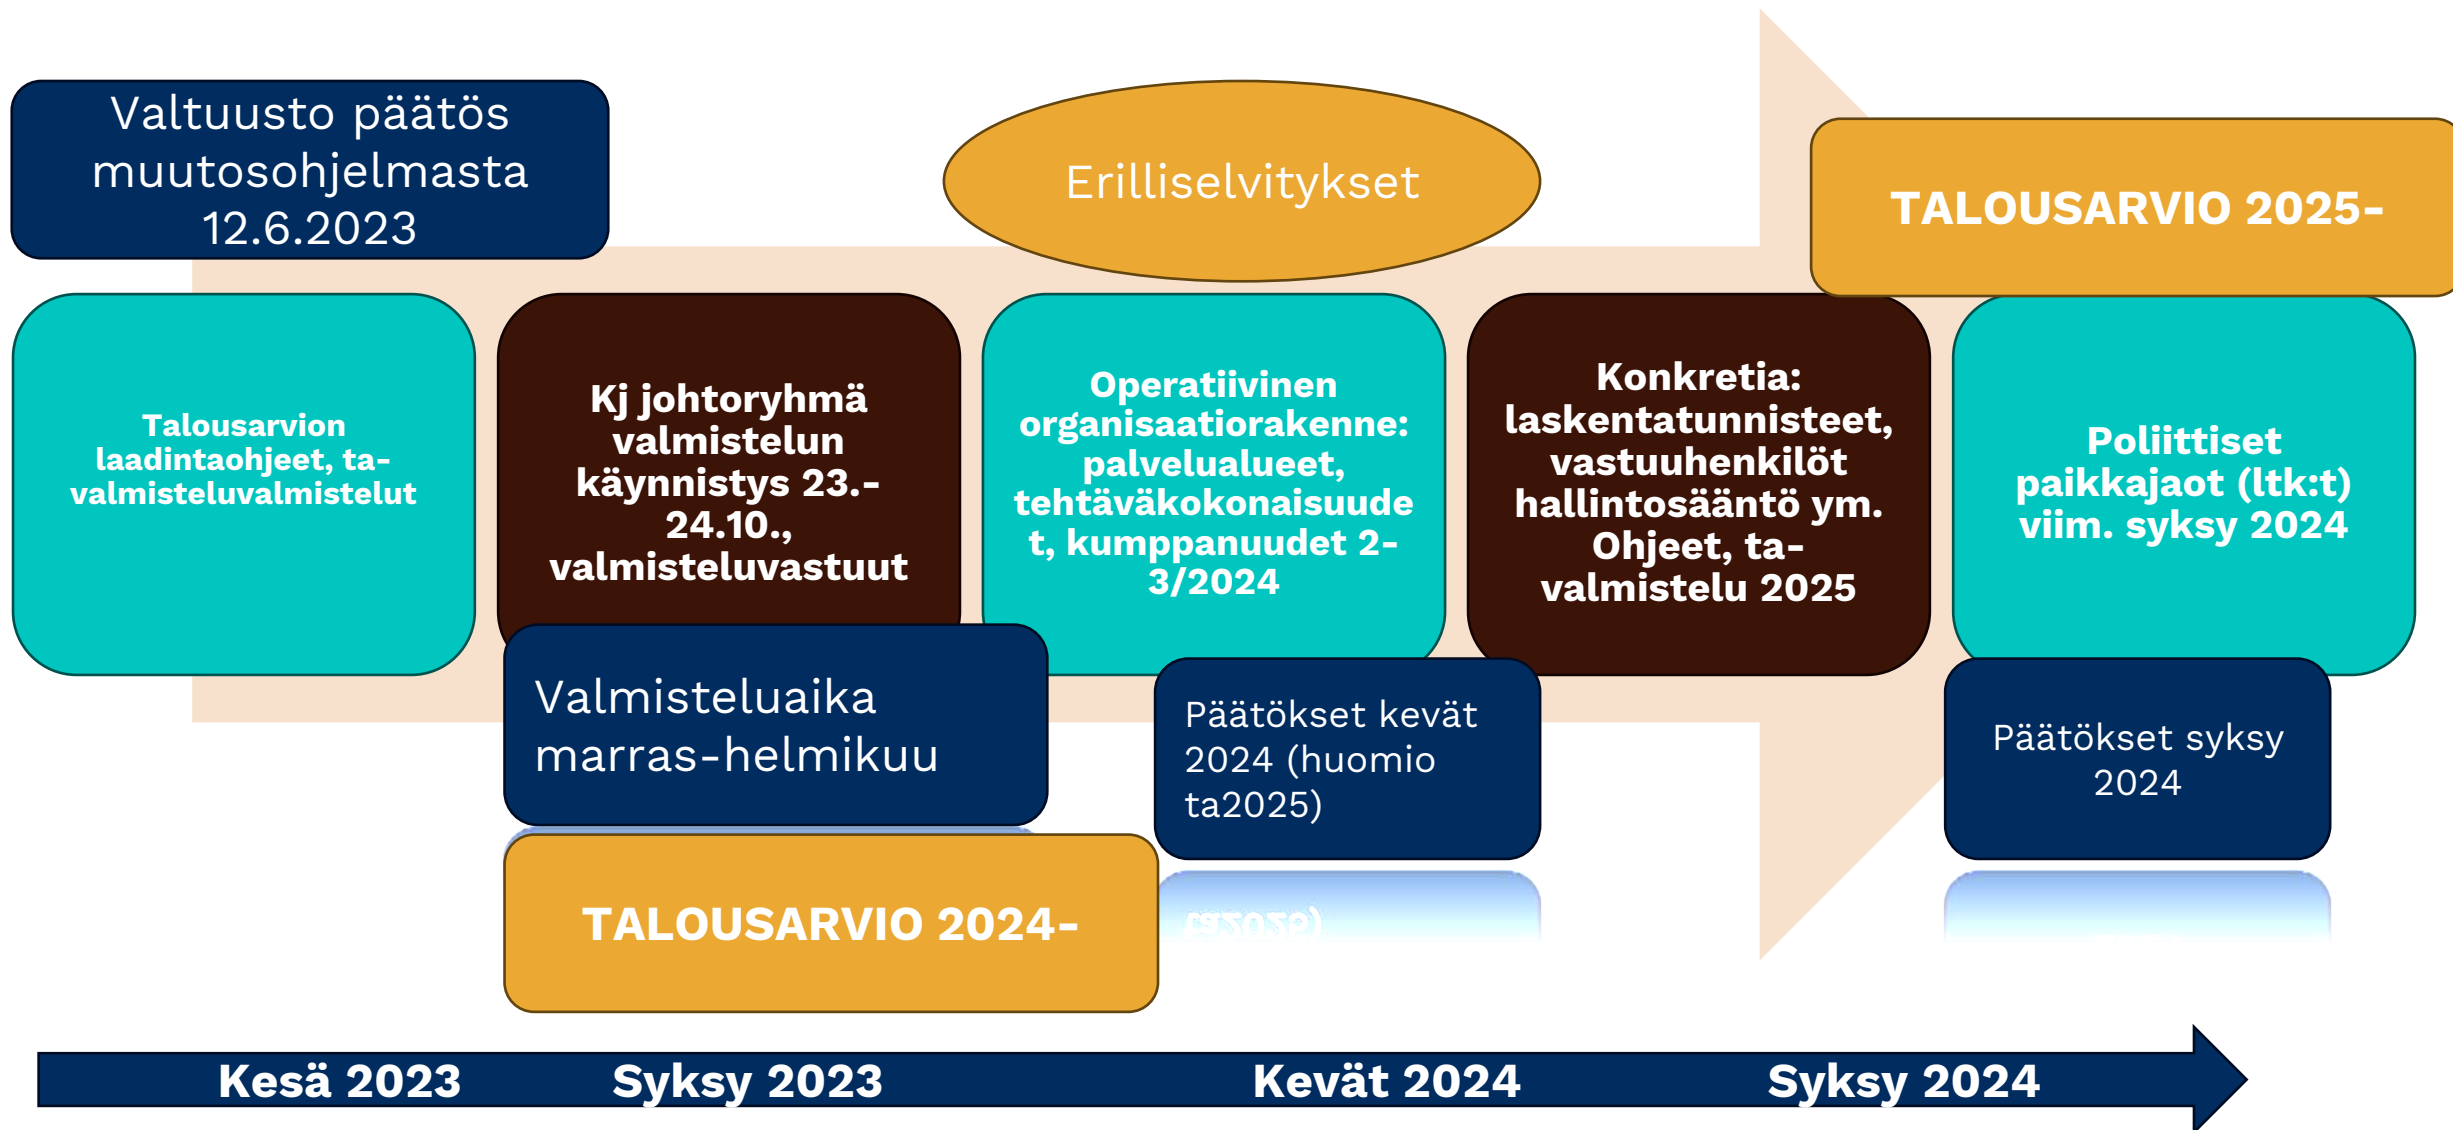 Valtuusto päätös
muutosohjelmasta
12.6.2023
Erilliselvitykset
TALOUSARVIO 2025-
Talousarvion
laadintaohjeet, ta-
valmisteluvalmistelut
Kj johtoryhmä
valmistelun
käynnistys 23.-
24.10.,
valmisteluvastuut
Operatiivinen
organisaatiorakenne:
palvelualueet,
tehtäväkokonaisuude
t, kumppanuudet 2-
3/2024
Konkretia:
laskentatunnisteet,
vastuuhenkilöt
hallintosääntö ym.
Ohjeet, ta-
valmistelu 2025
Poliittiset
paikkajaot (ltk:t)
viim. syksy 2024
Valmisteluaika
marras-helmikuu
Päätökset kevät
2024 (huomio
ta2025)
Päätökset syksy
2024
TALOUSARVIO 2024-
Kesä 2023
Syksy 2023
Kevät 2024
Syksy 2024